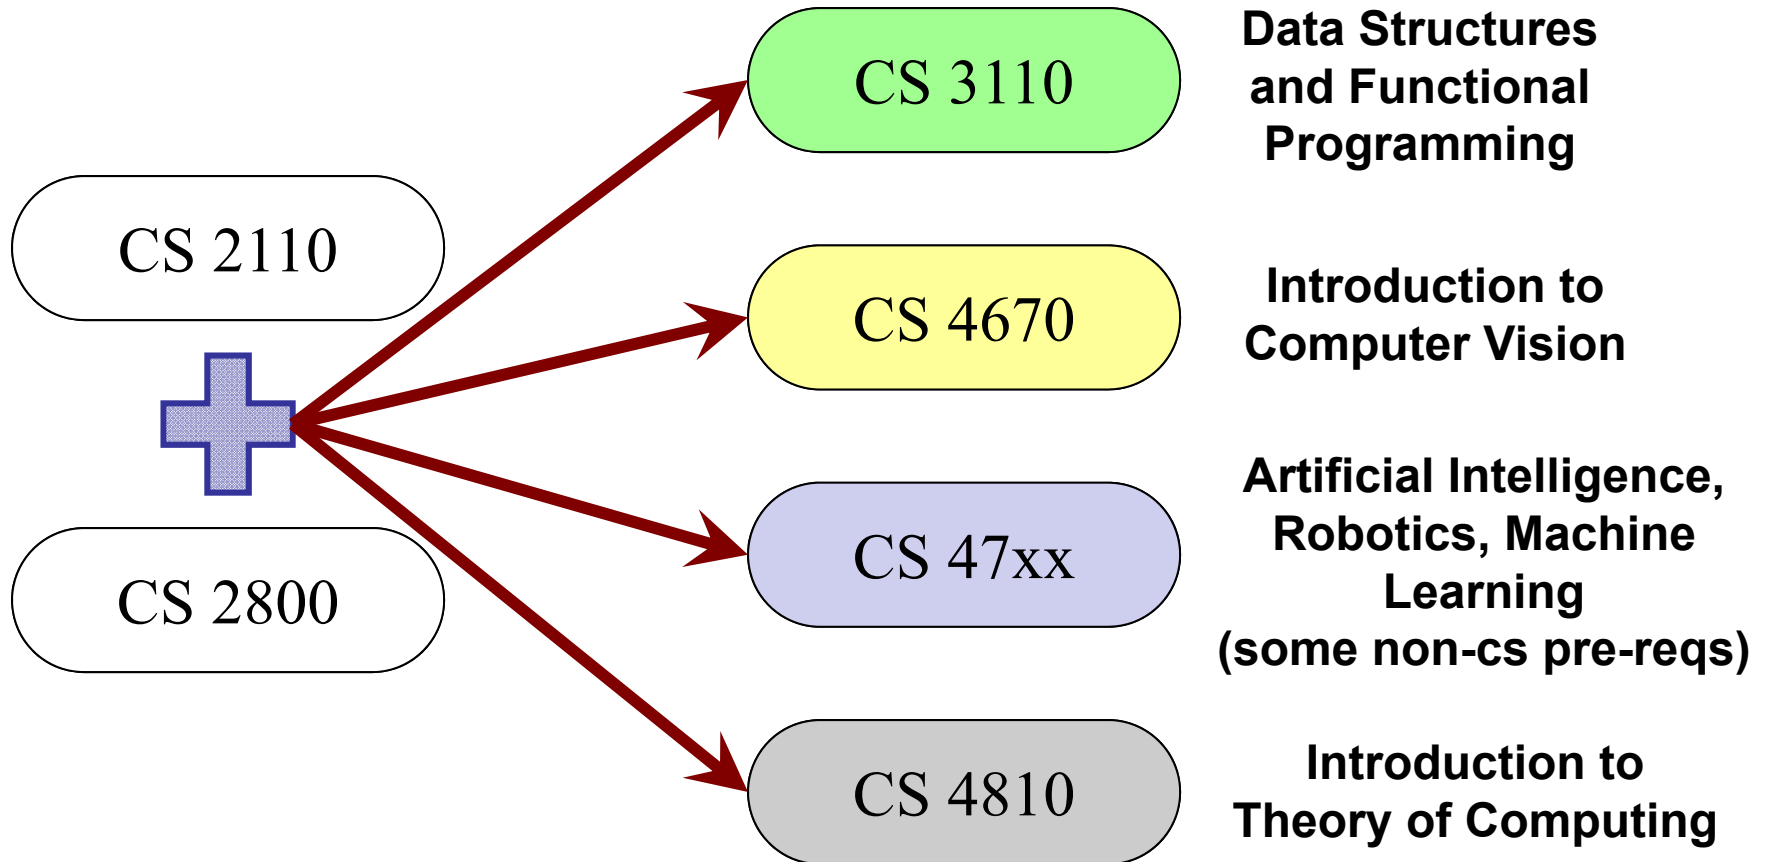 CS 2110
CS 2800
CS 3110
Data Structures
and Functional
Programming
CS 4670
Introduction to
Computer Vision
CS 47xx
Artificial Intelligence,
Robotics, Machine
Learning
(some non-cs pre-reqs)
CS 4810
Introduction to
Theory of Computing